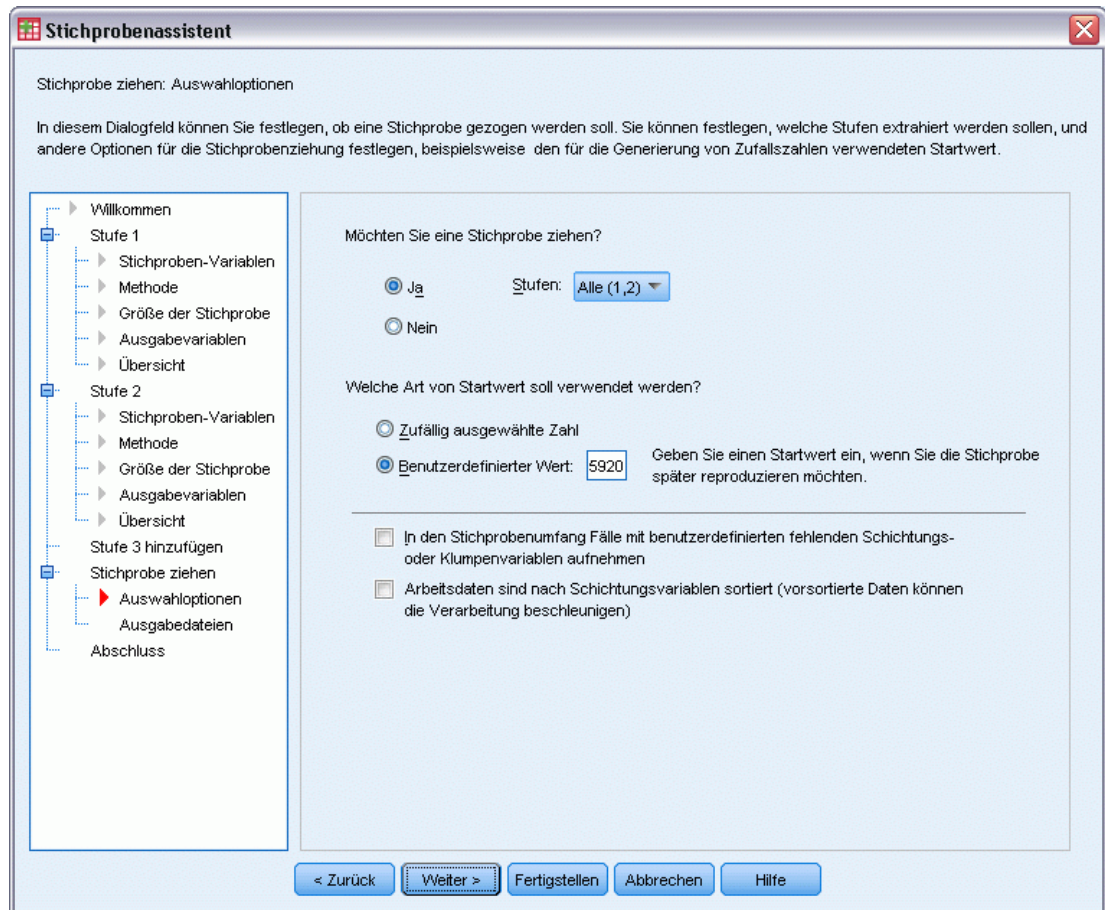 Stichprobenassistent
Stichprobe ziehen: Auswahloptionen
In diesem Dialogfeld können Sie festlegen, ob eine Stichprobe gezogen werden soll. Sie können festlegen, welche Stufen extrahiert werden sollen, und
andere Optionen für die Stichprobenziehung festlegen, beispielsweise den für die Generierung von Zufallszahlen verwendeten Startwert.
Willkommen
Stufe 1
Stichproben-Variablen
Methode
Größe der Stichprobe
Ausgabevariablen
Übersicht
Stufe 2
Stichproben-Variablen
Methode
Größe der Stichprobe
Ausgabevariablen
Übersicht
Stufe 3 hinzufügen
Stichprobe ziehen
Auswahloptionen
Ausgabedateien
Abschluss
Möchten Sie eine Stichprobe ziehen?
Ja Stufen: Alle (1,2)
Nein
Welche Art von Startwert soll verwendet werden?
Zufällig ausgewählte Zahl
Benutzerdefinierter Wert: 5920
Geben Sie einen Startwert ein, wenn Sie die Stichprobe
später reproduzieren möchten.
In den Stichprobenumfang Fälle mit benutzerdefinierten fehlenden Schichtungs-
oder Klumpenvariablen aufnehmen
Arbeitsdaten sind nach Schichtungsvariablen sortiert (vorsortierte Daten können
die Verarbeitung beschleunigen)
< Zurück Weiter > Fertigstellen Abbrechen Hilfe